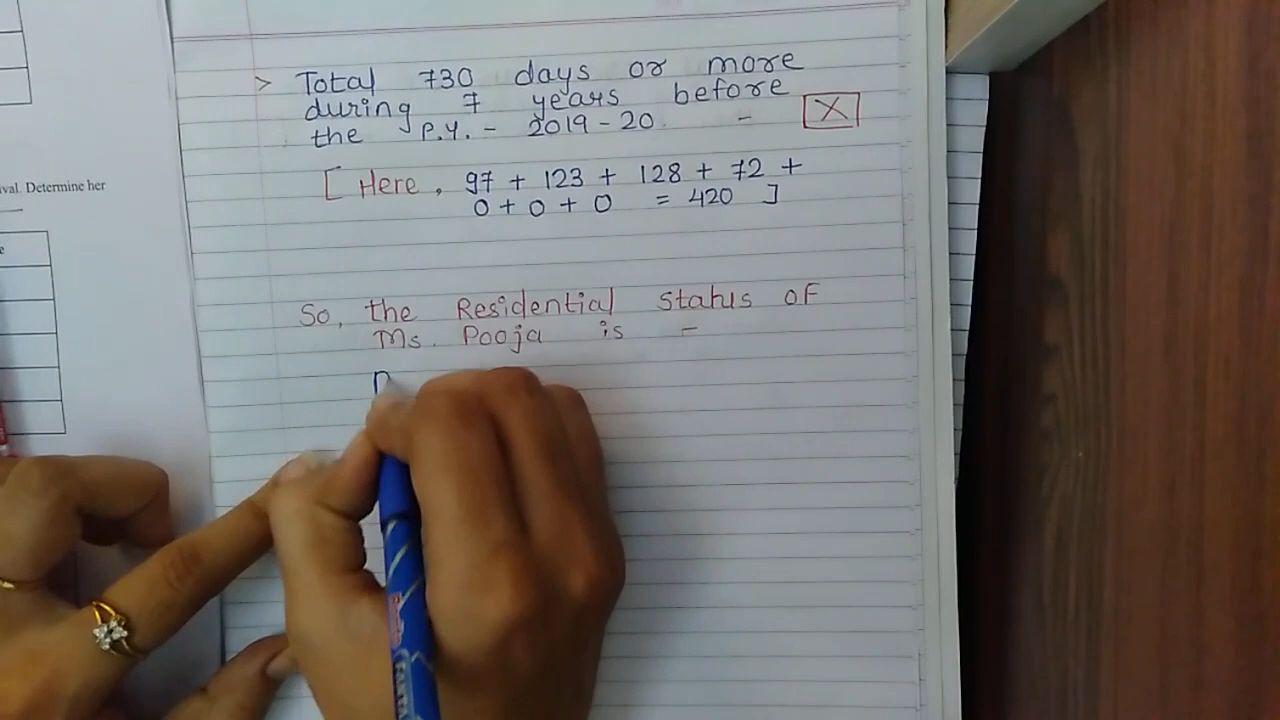 > Total 730 days or more
during 7 years before
the P.Y. - 2019-20. - X
[ Here, 97 + 123 + 128 + 72 +
0 + 0 + 0 = 420 ]
So, the Residential Status of
Ms. Pooja is -
val. Determine her